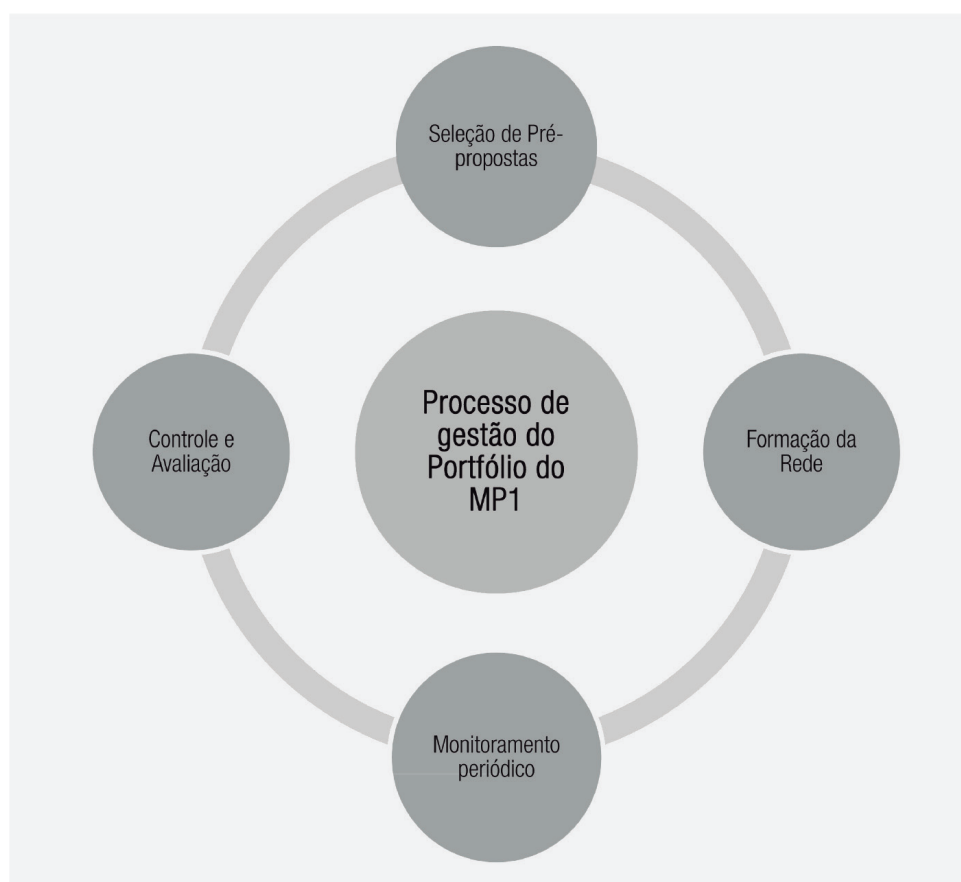 Seleção de Pré-
propostas
Processo de
gestão do
Portfólio do
MP1
Controle e
Avaliação
Formação da
Rede
Monitoramento
periódico